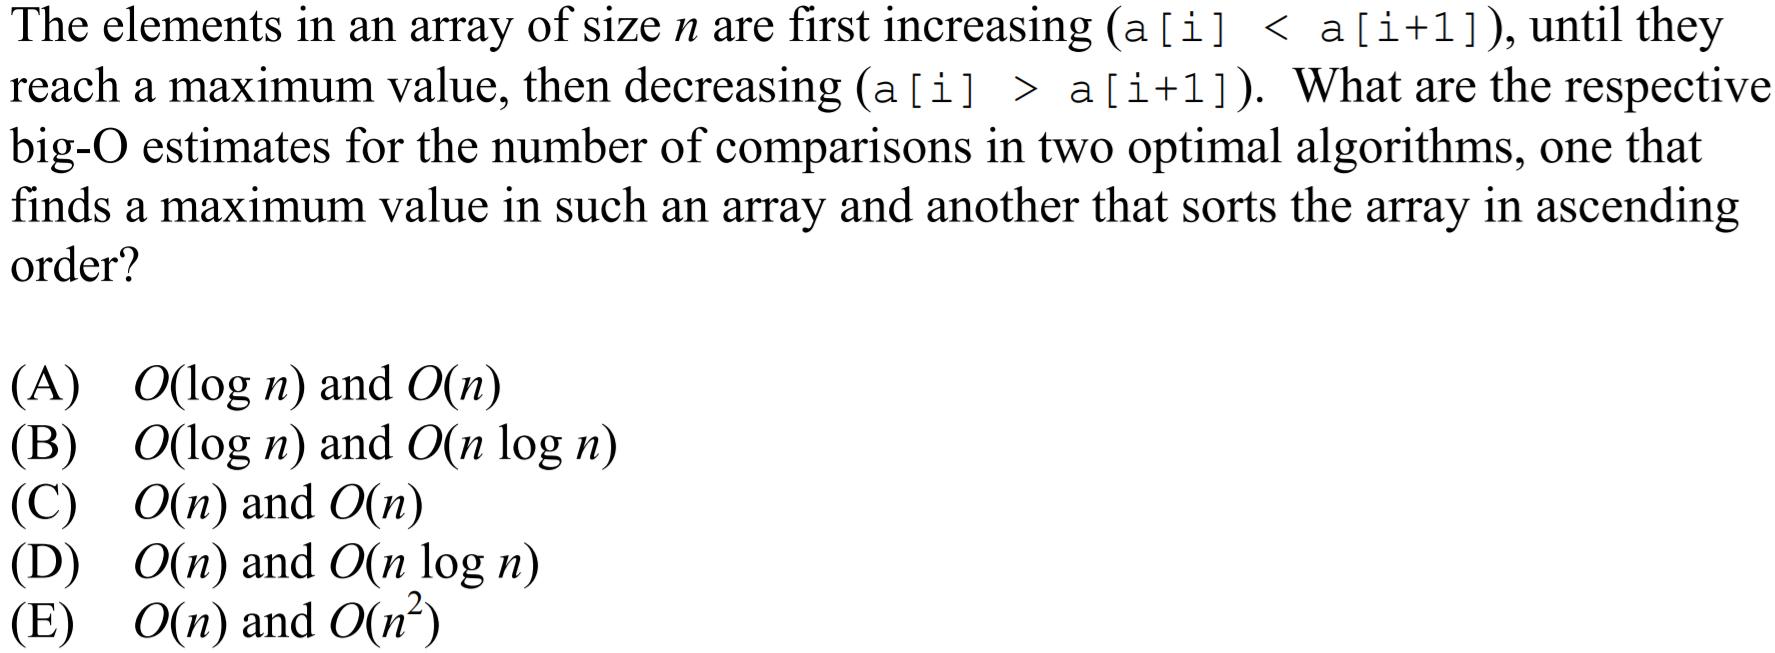 The elements in an array of size n are first increasing (a[i] < a[i+1]), until they
reach a maximum value, then decreasing (a[i] > a[i+1]). What are the respective
big-O estimates for the number of comparisons in two optimal algorithms, one that
finds a maximum value in such an array and another that sorts the array in ascending
order?
(A) O(log n) and O(n)
(B) O(log n) and O(n log n)
(C) O(n) and O(n)
(D) O(n) and O(n log n)
(E) O(n) and O(n²)